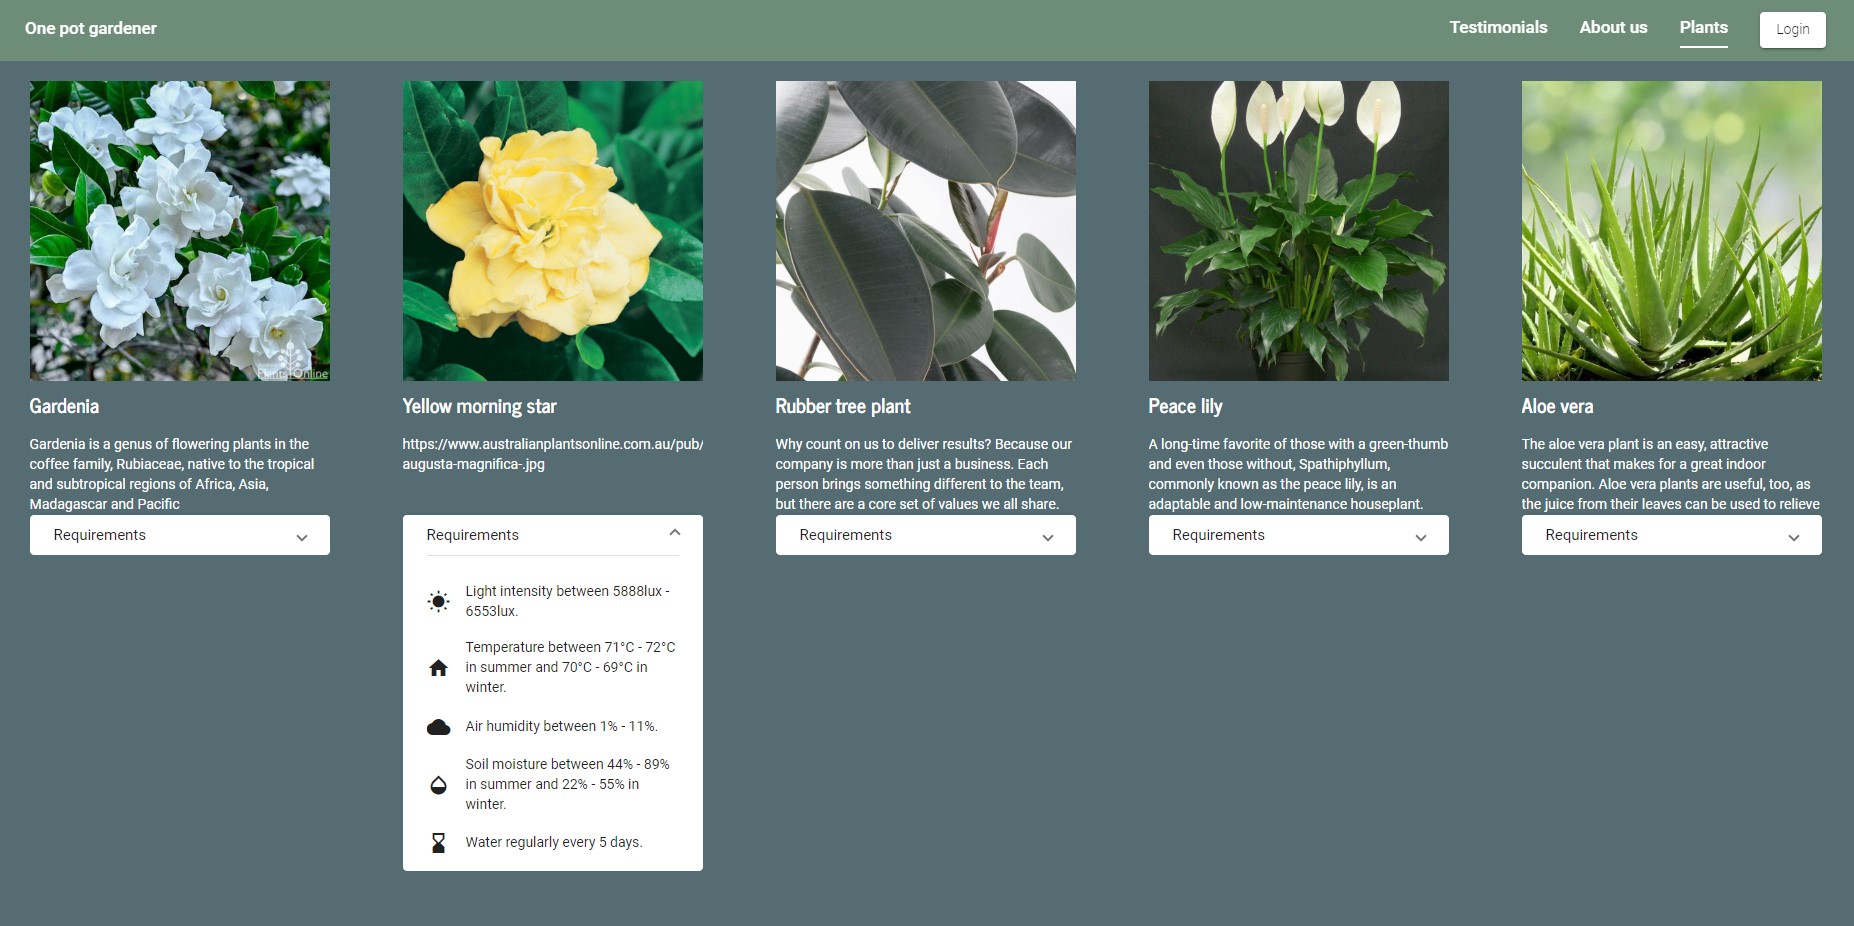 One pot gardener
Testimonials
About us
Plants
Login
Plants Online
Gardenia
Gardenia is a genus of flowering plants in the
coffee family, Rubiaceae, native to the tropical
and subtropical regions of Africa, Asia,
Madagascar and Pacific
Requirements
Yellow morning star
https://www.australianplantsonline.com.au/pub/
augusta-magnifica-.jpg
Requirements
Light intensity between 5888lux -
6553lux.
Temperature between 71°C - 72°C
in summer and 70°C - 69°C in
winter.
Air humidity between 1% - 11%.
Soil moisture between 44% - 89%
in summer and 22% - 55% in
winter.
Water regularly every 5 days.
Rubber tree plant
Why count on us to deliver results? Because our
company is more than just a business. Each
person brings something different to the team,
but there are a core set of values we all share.
Requirements
Peace lily
A long-time favorite of those with a green-thumb
and even those without, Spathiphyllum,
commonly known as the peace lily, is an
adaptable and low-maintenance houseplant.
Requirements
Aloe vera
The aloe vera plant is an easy, attractive
succulent that makes for a great indoor
companion. Aloe vera plants are useful, too, as
the juice from their leaves can be used to relieve
Requirements